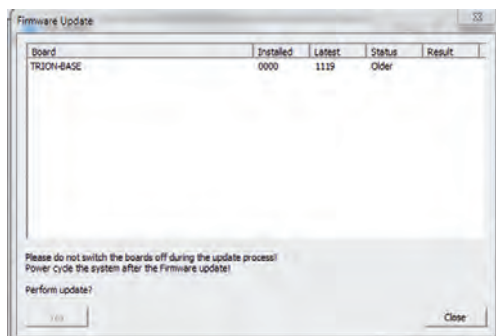 Firmware Update
Board Installed Latest Status Result
TRION-BASE 0000 1119 Older
Please do not switch the boards off during the update process!
Power cycle the system after the Firmware update!
Perform update?
Close